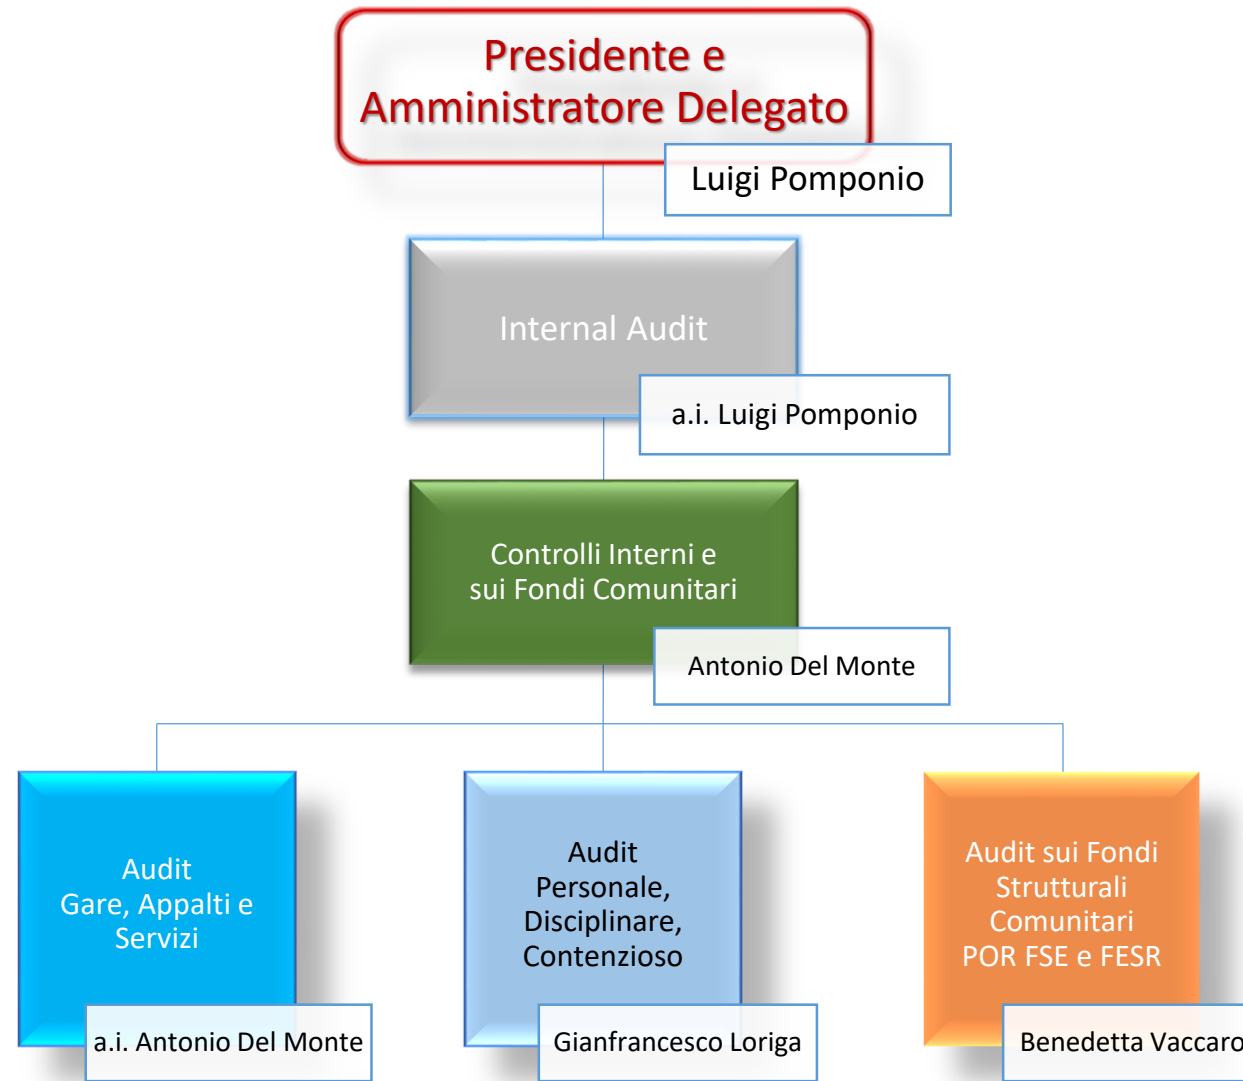 Presidente e
Amministratore Delegato
Luigi Pomponio
Internal Audit
a.i. Luigi Pomponio
Controlli Interni e
sui Fondi Comunitari
Antonio Del Monte
Audit
Gare, Appalti e
Servizi
a.i. Antonio Del Monte
Audit
Personale,
Disciplinare,
Contenzioso
Gianfrancesco Loriga
Audit sui Fondi
Strutturali
Comunitari
POR FSE e FESR
Benedetta Vaccaro